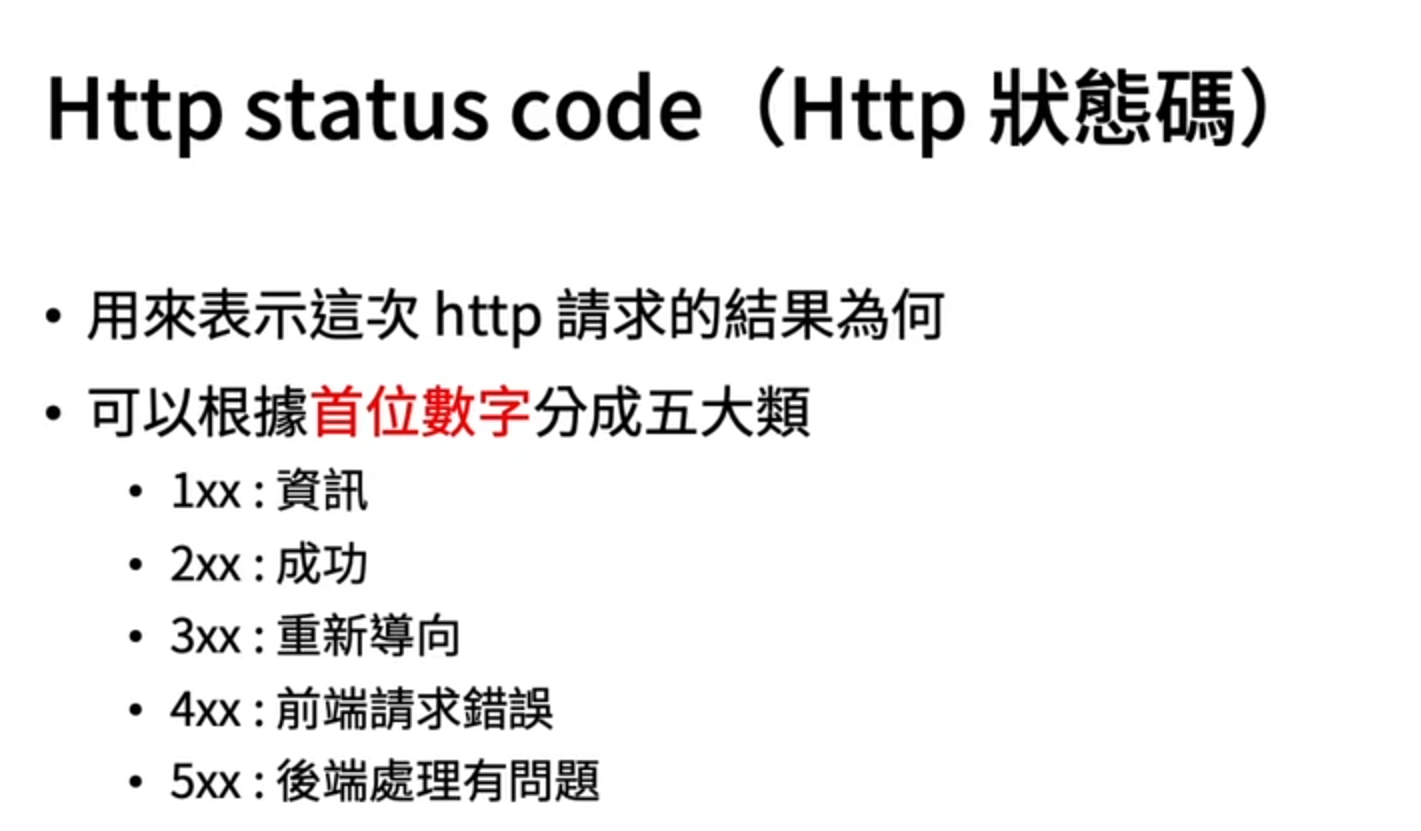 Http status code（Http 狀態碼）
• 用來表示這次 http 請求的結果為何
• 可以根據首位數字分成五大類
• 1xx : 資訊
• 2xx : 成功
• 3xx : 重新導向
• 4xx : 前端請求錯誤
• 5xx : 後端處理有問題